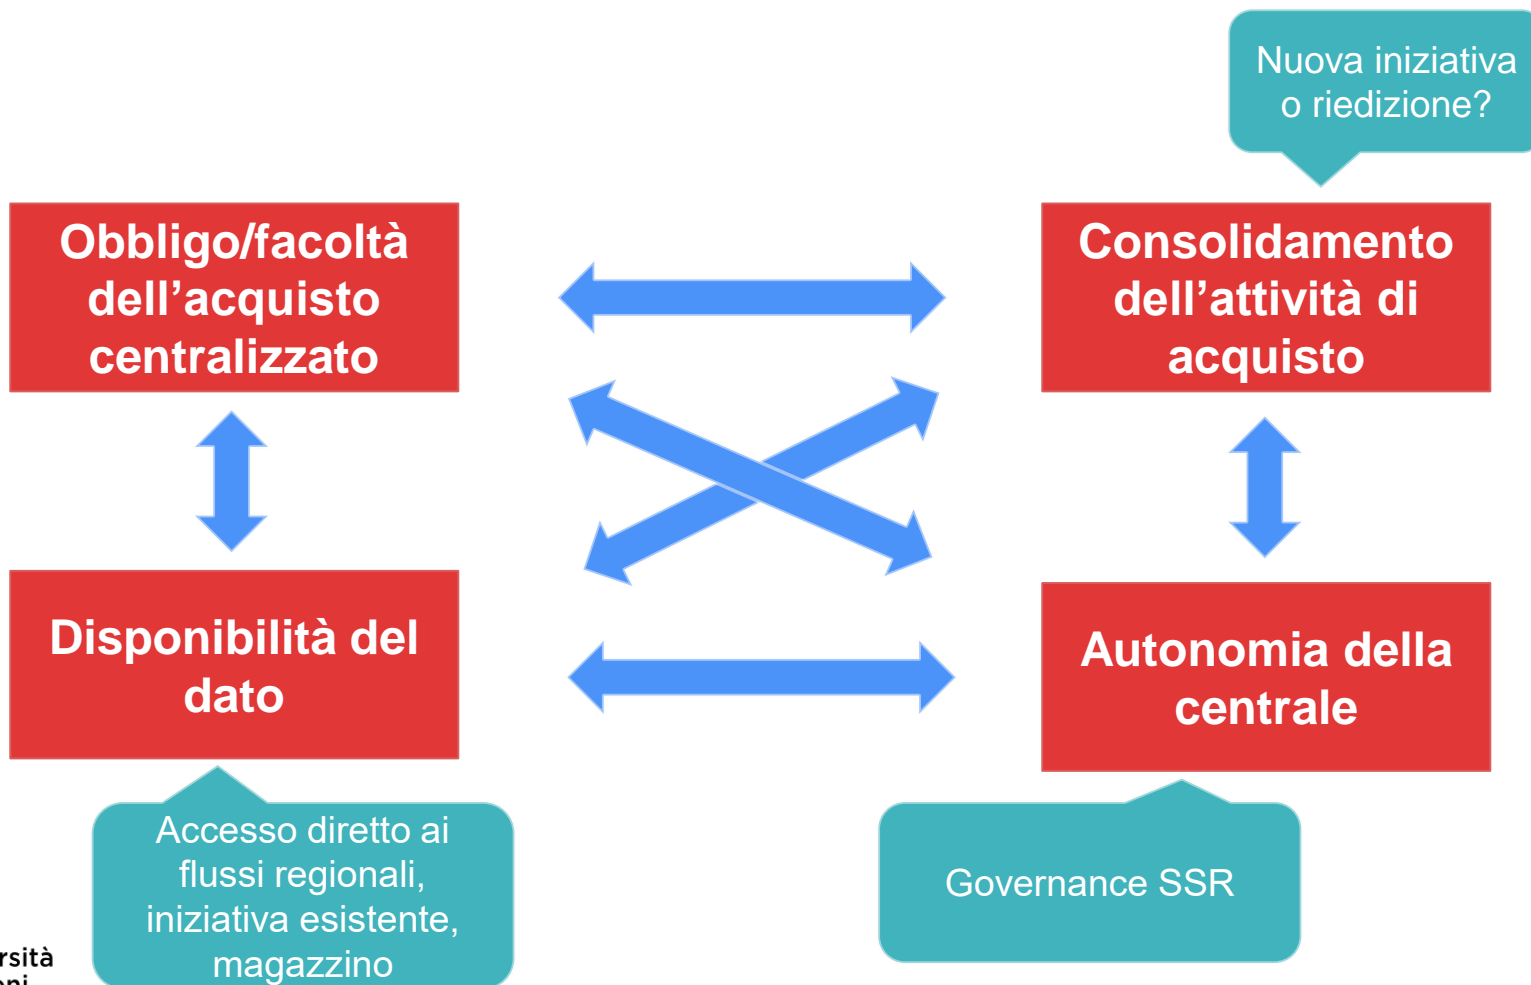 Nuova iniziativa
o riedizione?
Obbligo/facoltà
dell’acquisto
centralizzato
Consolidamento
dell’attività di
acquisto
Disponibilità del
dato
Autonomia della
centrale
Accesso diretto ai
flussi regionali,
iniziativa esistente,
magazzino
Governance SSR